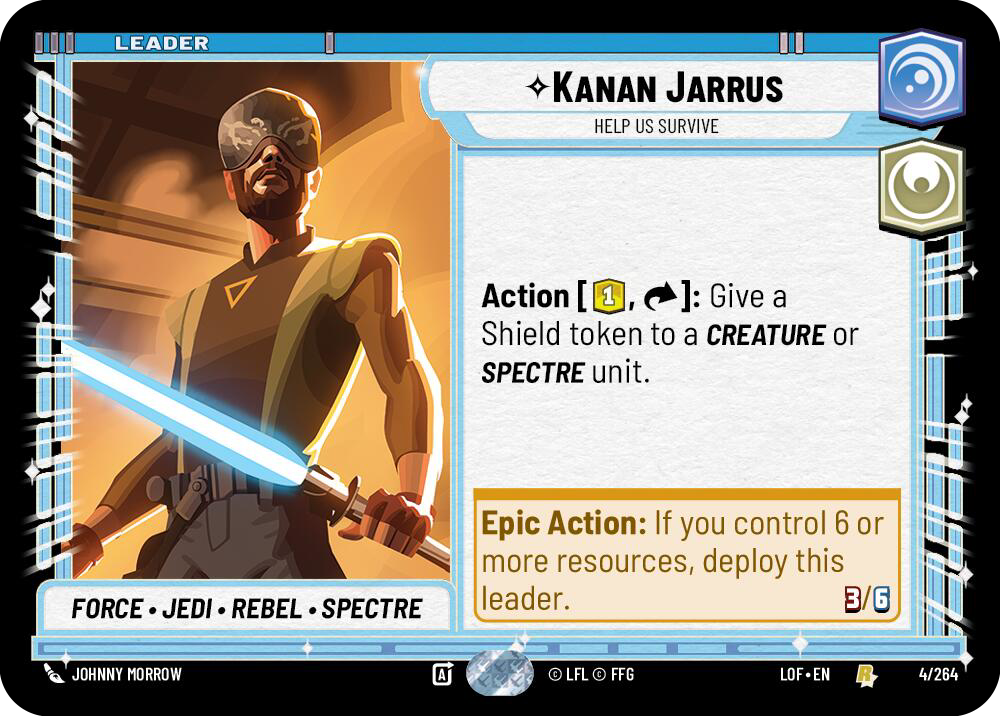 LEADER
✧KANAN JARRUS
HELP US SURVIVE
Action [1, ]: Give a
Shield token to a CREATURE or
SPECTRE unit.
Epic Action: If you control 6 or
more resources, deploy this
leader.
3/6
FORCE • JEDI • REBEL • SPECTRE
JOHNNY MORROW
A
© LFL © FFG
LOF • EN
R
4/264